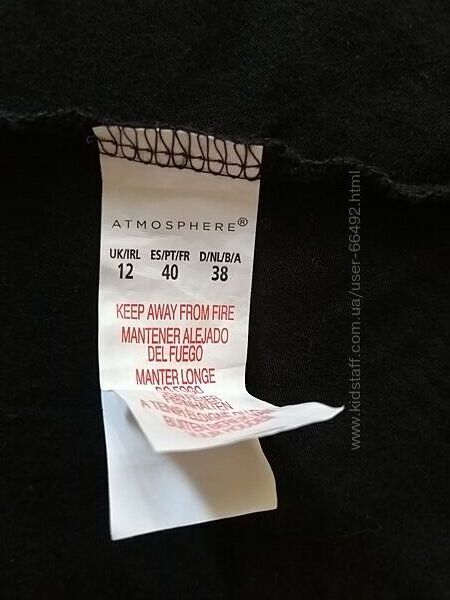 ATMOSPHERE®
UK/IRL ES/PT/FR D/NL/B/A
12 40 38
KEEP AWAY FROM FIRE
MANTENER ALEJADO
DEL FUEGO
MANTER LONGE
www.kidstaff.com.ua/user-66492.html